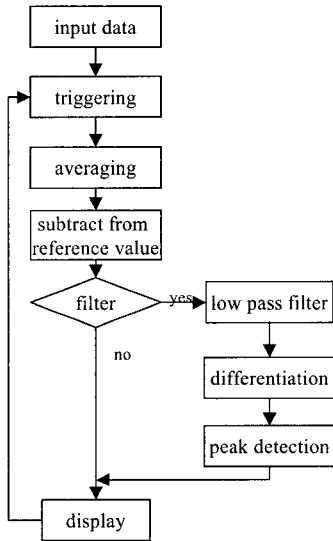 input data
triggering
averaging
subtract from
reference value
filter
yes
low pass filter
no
differentiation
peak detection
display